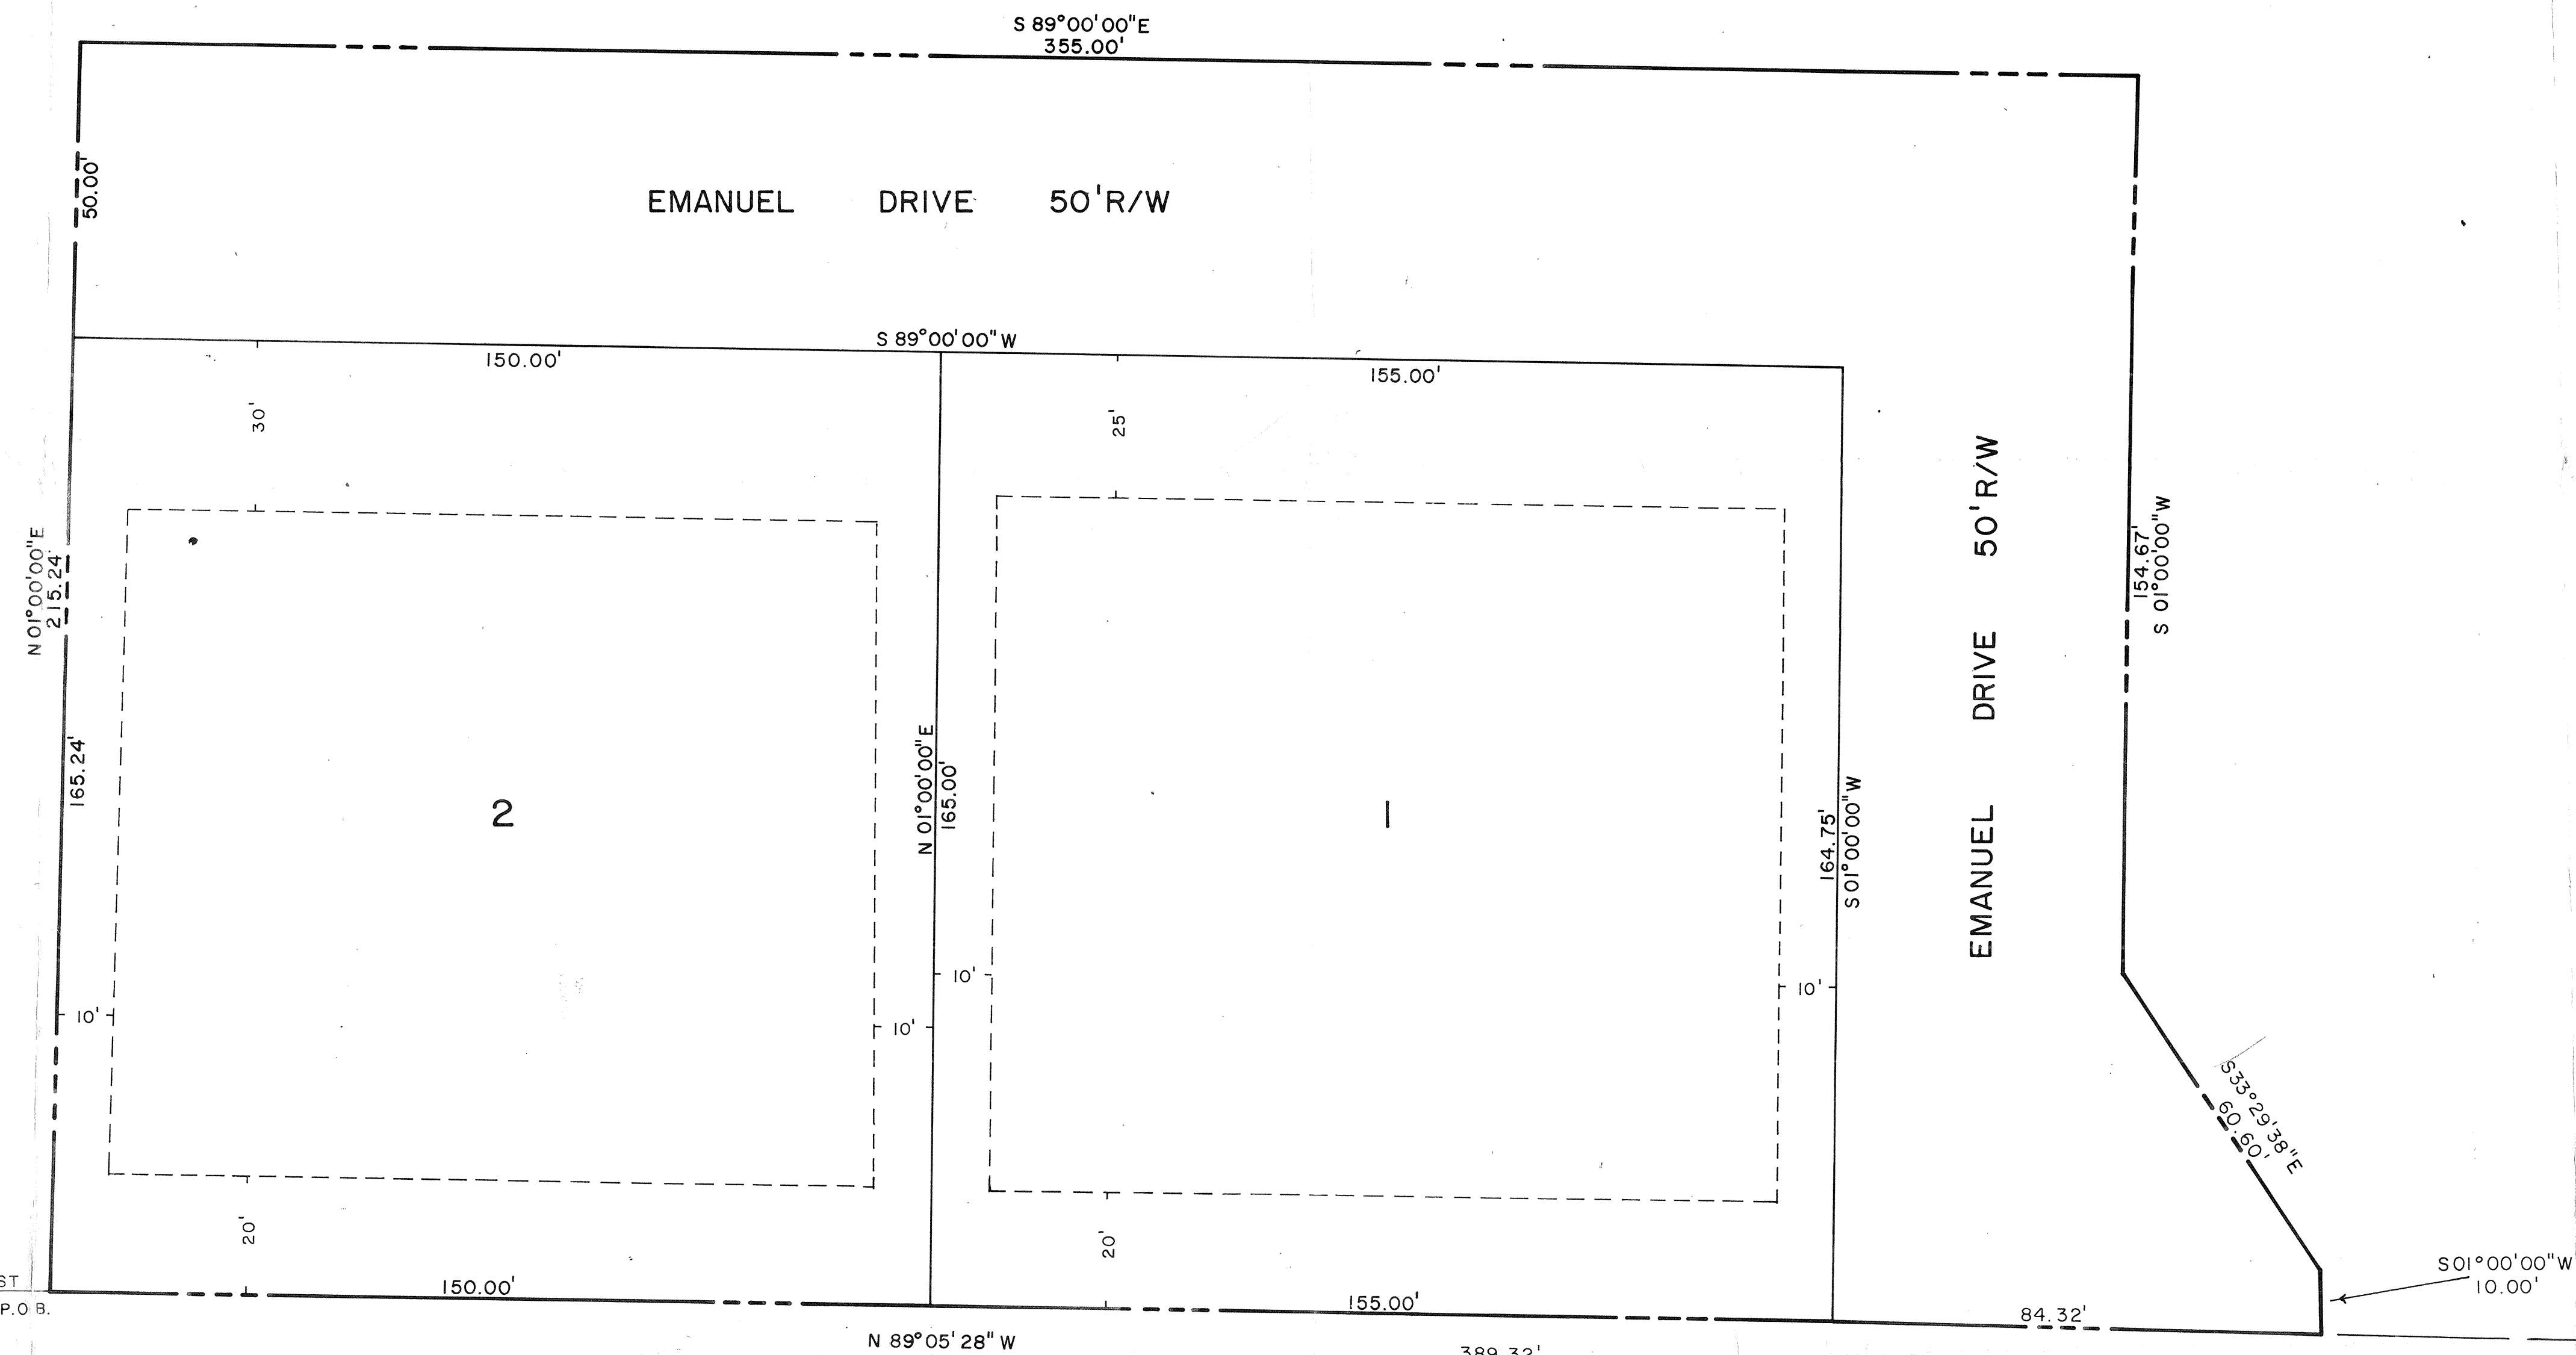 S 89°00'00"E
355.00'
50.00'
EMANUEL DRIVE 50'R/W
S 89°00'00"W
150.00'
155.00'
30'
25'
N 01°00'00"E
215.24'
165.24'
2
N 01°00'00"E
165.00'
1
164.75'
S 01°00'00"W
EMANUEL DRIVE 50'R/W
154.67'
S 01°00'00"W
10'
10'
10'
10'
S33°29'38"E
60.60'
20'
20'
ST
P.O.B.
150.00'
155.00'
84.32'
S01°00'00"W
10.00'
N 89°05'28"W
389.32'